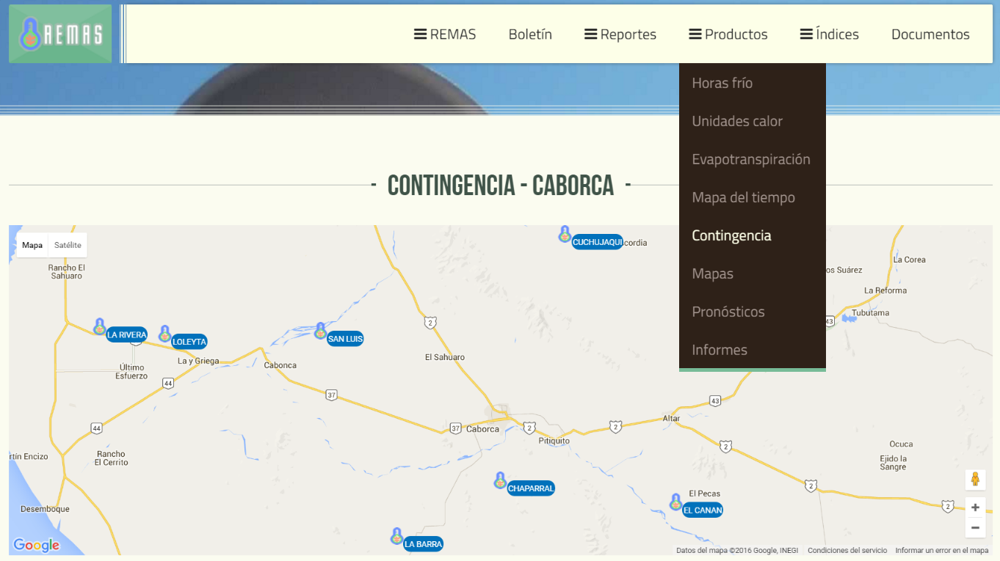 REMAS
REMAS
Boletín
Reportes
Productos
Índices
Documentos
Horas frío
Unidades calor
Evapotranspiración
Mapa del tiempo
Contingencia
Mapas
Pronósticos
Informes
- CONTINGENCIA - CABORCA -
Mapa
Satélite
CUCHUJAQUI
cordia
Rancho El
Sahuaro
La Corea
os Suárez
La Reforma
Tubutama
43
2
LA RIVERA
LOLEYTA
SAN LUIS
La y Griega
Cabonca
El Sahuaro
Último
Esfuerzo
44
37
43
44
37
Caborca
2
2
Altar
Pitiquito
2
Ocuca
Ejido la
Sangre
rtín Encizo
Rancho
El Cerrito
CHAPARRAL
2
El Pecas
EL CANAN
2
Desemboque
LA BARRA
+
−
Google
Datos del mapa ©2016 Google, INEGI
Condiciones del servicio
Informar un error en el mapa